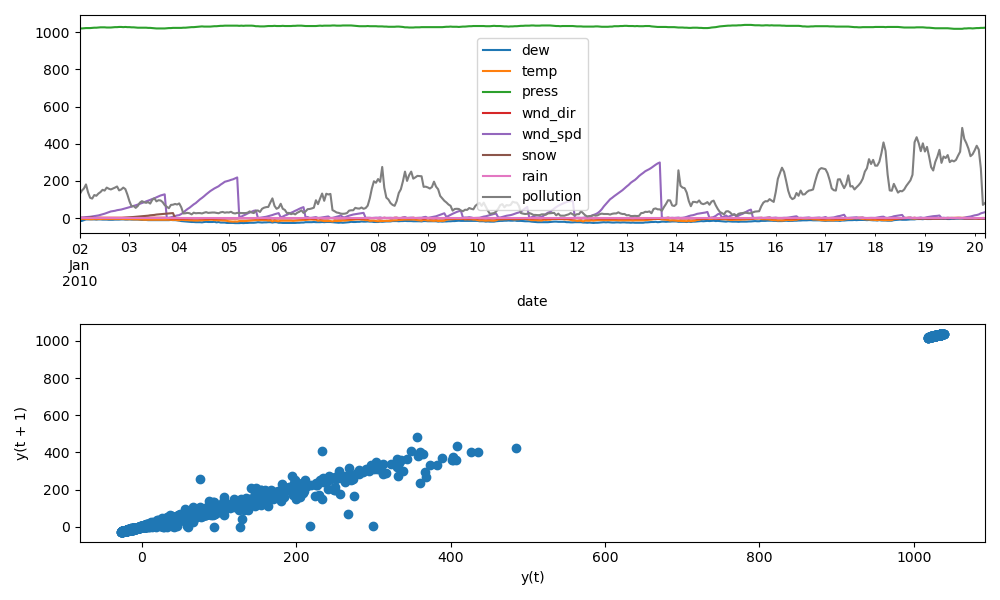 1000
800
600
400
200
0
dew
temp
press
wnd_dir
wnd_spd
snow
rain
pollution
02 03 04 05 06 07 08 09 10 11 12 13 14 15 16 17 18 19 20
Jan
2010
date
1000
800
600
400
200
0
y(t + 1)
0 200 400 600 800 1000
y(t)